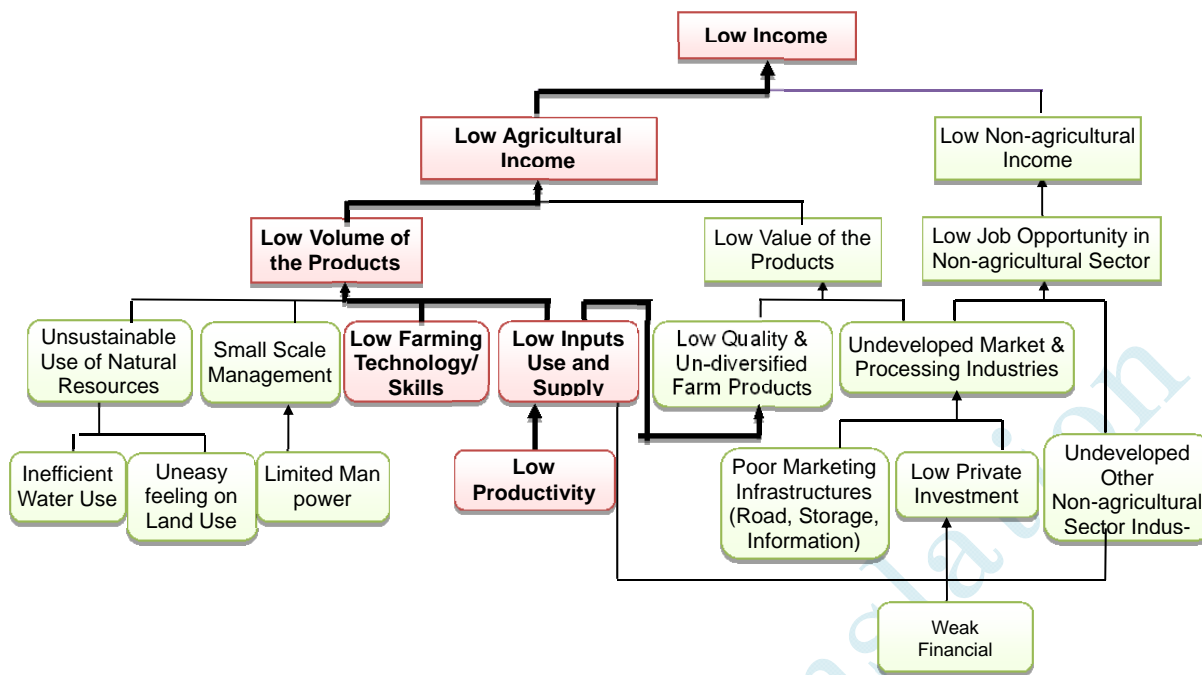 Low Income
Low Agricultural
Income
Low Non-agricultural
Income
Low Volume of
the Products
Low Value of the
Products
Low Job Opportunity in
Non-agricultural Sector
Unsustainable
Use of Natural
Resources
Small Scale
Management
Low Farming
Technology/
Skills
Low Inputs
Use and
Supply
Low Quality &
Un-diversified
Farm Products
Undeveloped Market &
Processing Industries
Inefficient
Water Use
Uneasy
feeling on
Land Use
Limited Man
power
Low
Productivity
Poor Marketing
Infrastructures
(Road, Storage,
Information)
Low Private
Investment
Undeveloped
Other
Non-agricultural
Sector Indus-
Weak
Financial